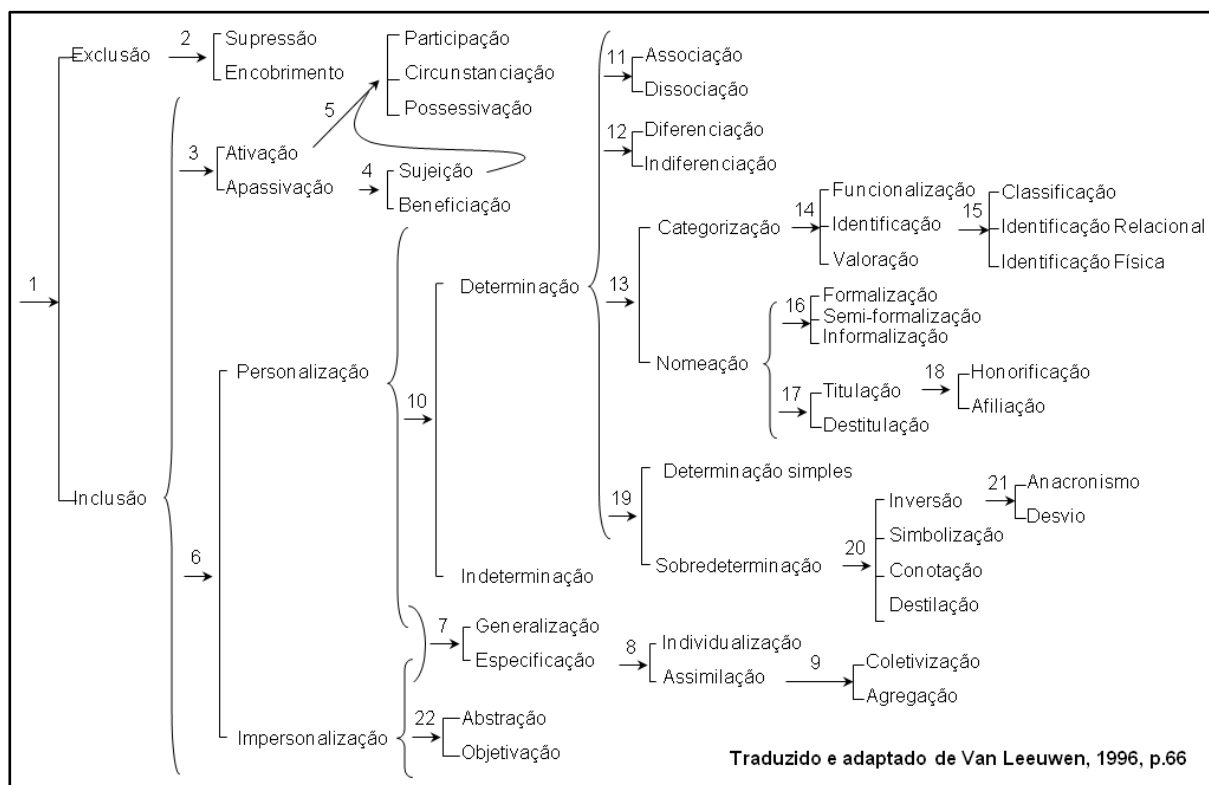 1
Exclusão
2
Supressão
Encobrimento
Inclusão
3
Ativação
Apassivação
5
Participação
Circunstanciação
Possessivação
4
Sujeição
Beneficiação
6
Personalização
10
Determinação
11
Associação
Dissociação
12
Diferenciação
Indiferenciação
13
Categorização
14
Funcionalização
Identificação
Valoração
15
Classificação
Identificação Relacional
Identificação Física
Nomeação
16
Formalização
Semi-formalização
Informalização
17
Titulação
Destitulação
18
Honorificação
Afiliação
19
Determinação simples
Sobredeterminação
20
Inversão
Simbolização
Conotação
Destilação
21
Anacronismo
Desvio
Indeterminação
7
Generalização
Especificação
8
Individualização
Assimilação
9
Coletivização
Agregação
Impersonalização
22
Abstração
Objetivação
Traduzido e adaptado de Van Leeuwen, 1996, p.66